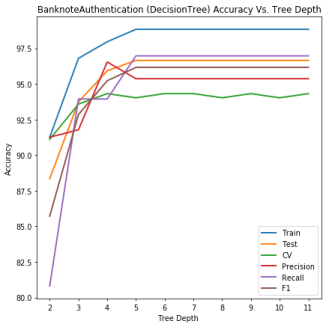 BanknoteAuthentication (DecisionTree) Accuracy Vs. Tree Depth
97.5
95.0
92.5
90.0
87.5
85.0
82.5
80.0
Accuracy
Train
Test
CV
Precision
Recall
F1
2 3 4 5 6 7 8 9 10 11
Tree Depth